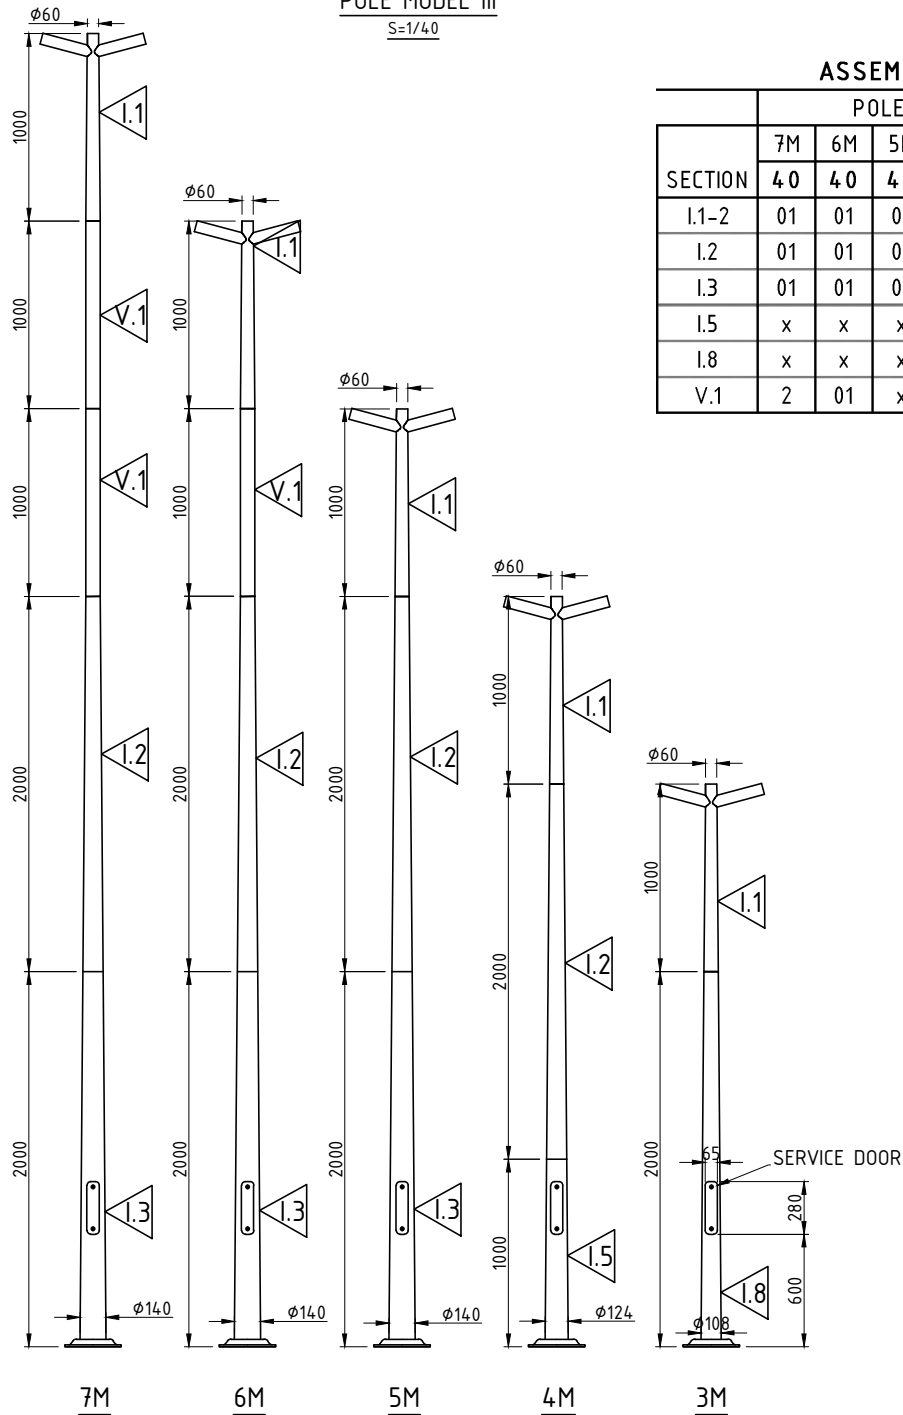 POLE MODEL III
S=1/40
ASSEM
POLE
7M 6M 5
SECTION 40 40 4
I.1-2 01 01 0
I.2 01 01 0
I.3 01 01 0
I.5 x x x
I.8 x x x
V.1 2 01 x
Φ60
1000
I.1
1000
V.1
1000
V.1
2000
I.2
2000
I.3
Φ140
7M
Φ60
1000
I.1
1000
V.1
2000
I.2
2000
I.3
Φ140
6M
Φ60
1000
I.1
2000
I.2
2000
I.3
Φ140
5M
Φ60
1000
I.1
2000
I.2
1000
I.5
Φ124
4M
Φ60
1000
I.1
2000
65
SERVICE DOOR
280
600
I.8
Φ108
3M